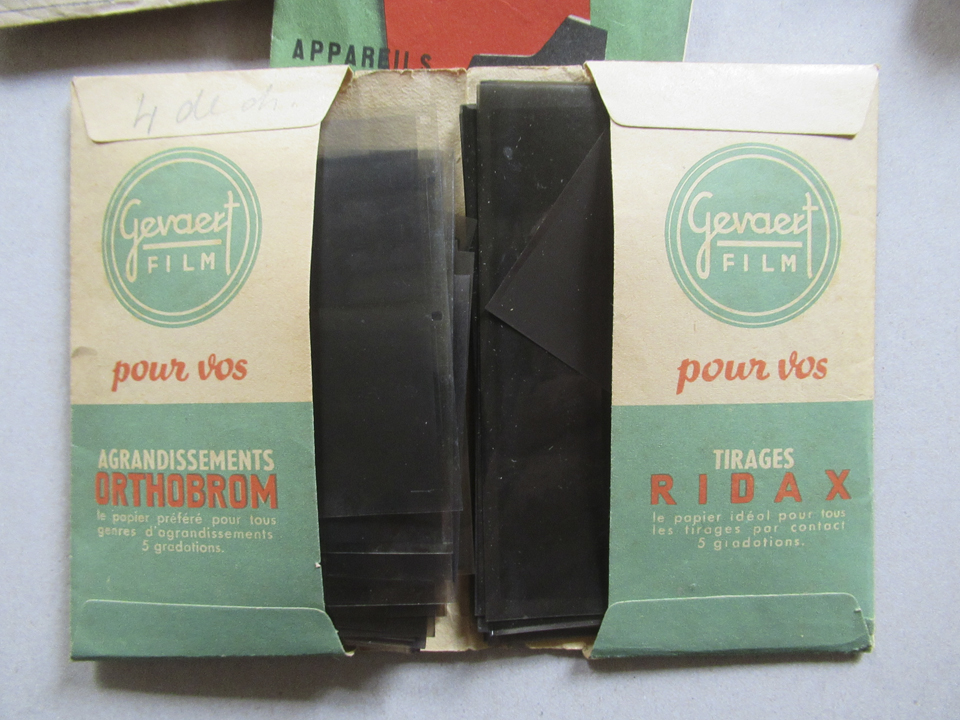 APPAREILS
4 de ch.
Gevaert
FILM
pour vos
AGRANDISSEMENTS
ORTHOBROM
le papier préféré pour tous
genres d'agrandissements
5 gradations.
Gevaert
FILM
pour vos
TIRAGES
RIDAX
le papier idéal pour tous
les tirages par contact
5 gradations.